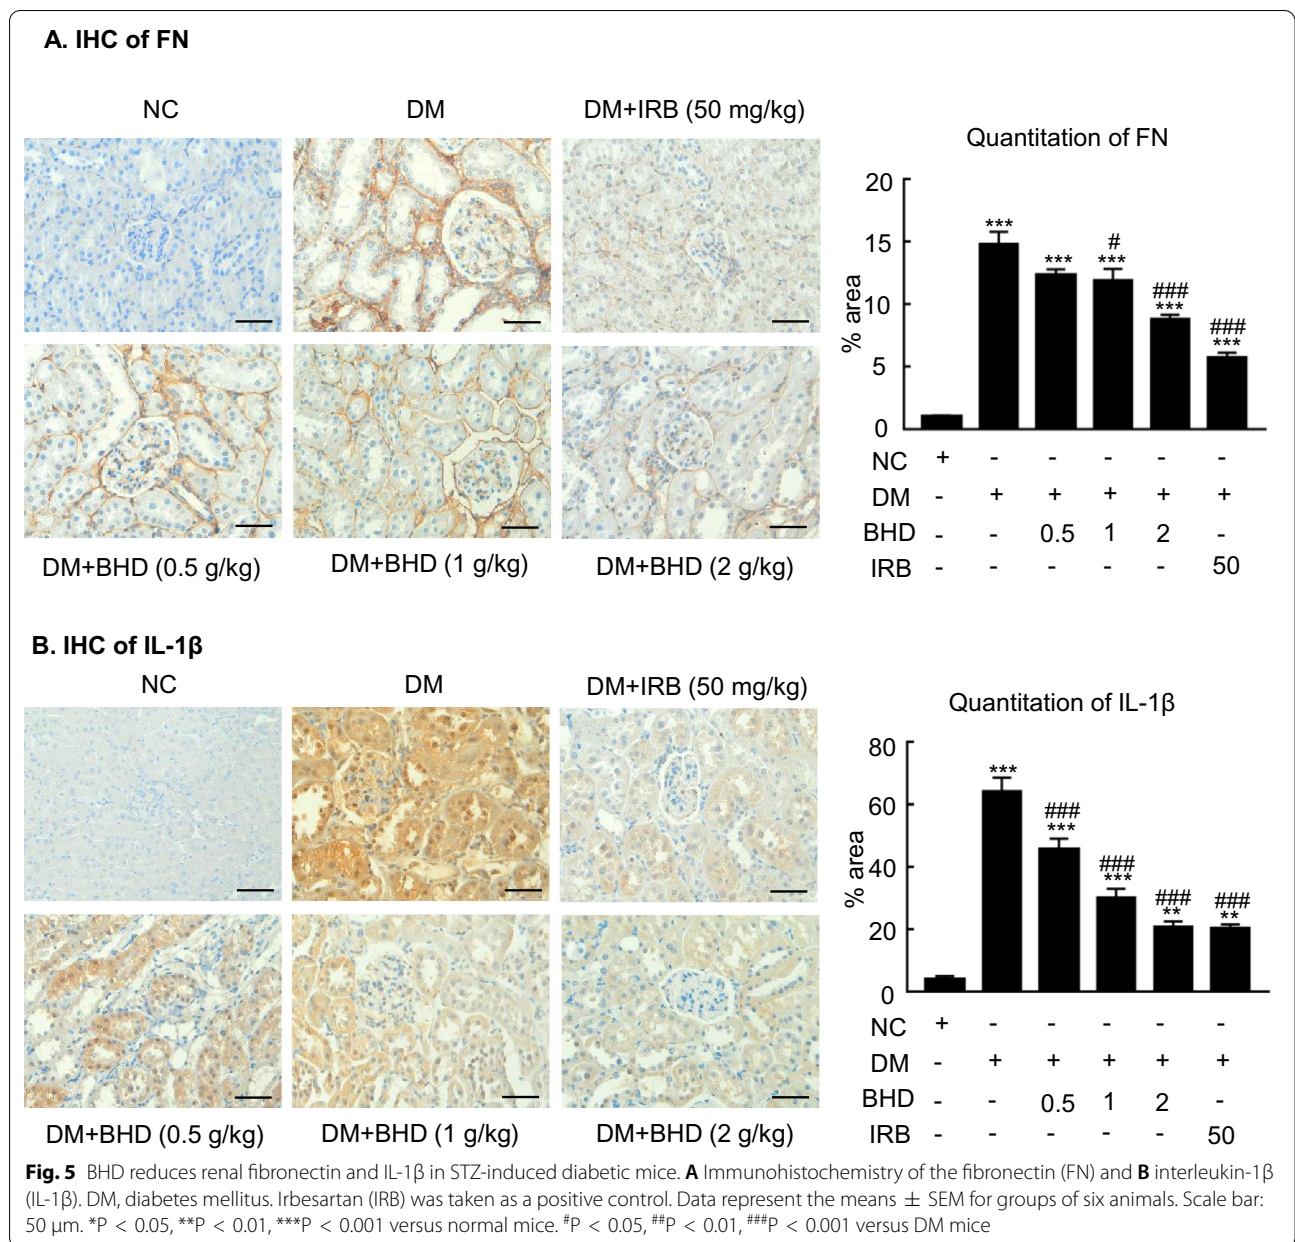 A. IHC of FN
NC DM DM+IRB (50 mg/kg)
DM+BHD (0.5 g/kg) DM+BHD (1 g/kg) DM+BHD (2 g/kg)
Quantitation of FN
% area
20
15
10
5
0
***
***
#
***
###
***
###
***
NC + - - - - -
DM - + + + + +
BHD - - 0.5 1 2 -
IRB - - - - - 50
B. IHC of IL-1β
NC DM DM+IRB (50 mg/kg)
DM+BHD (0.5 g/kg) DM+BHD (1 g/kg) DM+BHD (2 g/kg)
Quantitation of IL-1β
% area
80
60
40
20
0
***
###
***
###
***
###
**
###
**
NC + - - - - -
DM - + + + + +
BHD - - 0.5 1 2 -
IRB - - - - - 50
Fig. 5 BHD reduces renal fibronectin and IL-1β in STZ-induced diabetic mice. A Immunohistochemistry of the fibronectin (FN) and B interleukin-1β
(IL-1β). DM, diabetes mellitus. Irbesartan (IRB) was taken as a positive control. Data represent the means ± SEM for groups of six animals. Scale bar:
50 μm. *P < 0.05, **P < 0.01, ***P < 0.001 versus normal mice. #P < 0.05, ##P < 0.01, ###P < 0.001 versus DM mice